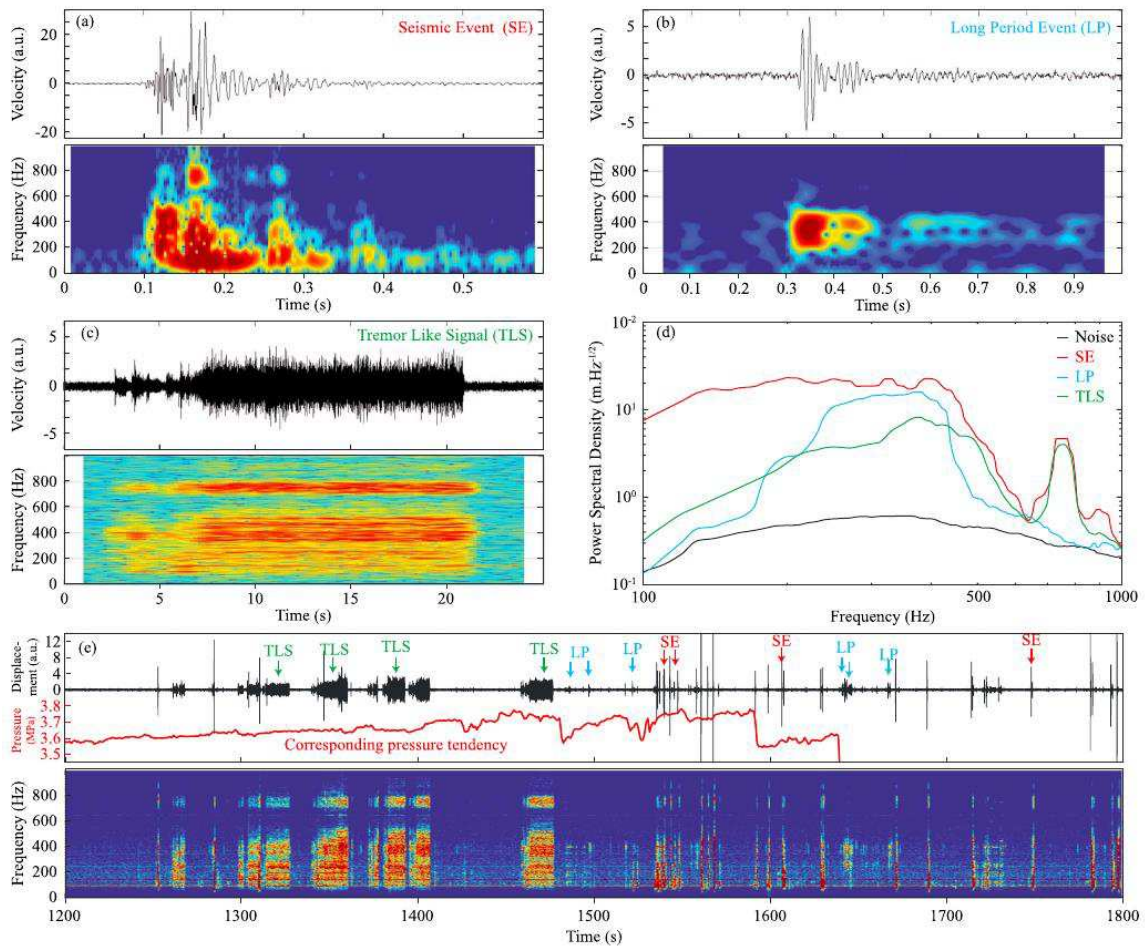 (a)
Seismic Event (SE)
20
0
-20
Velocity (a.u.)
800
600
400
200
0
Frequency (Hz)
0 0.1 0.2 0.3 0.4 0.5
Time (s)
(b)
Long Period Event (LP)
5
0
-5
Velocity (a.u.)
800
600
400
200
0
Frequency (Hz)
0 0.1 0.2 0.3 0.4 0.5 0.6 0.7 0.8 0.9
Time (s)
(c)
Tremor Like Signal (TLS)
5
0
-5
Velocity (a.u.)
800
600
400
200
0
Frequency (Hz)
0 5 10 15 20
Time (s)
(d)
Noise
SE
LP
TLS
10-2
101
100
10-1
Power Spectral Density (m.Hz-1/2)
100 500 1000
Frequency (Hz)
(e)
TLS TLS TLS TLS LP LP SE SE LP LP SE
12
8
4
0
Displace-
ment (a.u.)
3.8
3.7
3.6
3.5
Pressure
(MPa)
Corresponding pressure tendency
800
600
400
200
0
Frequency (Hz)
1200 1300 1400 1500 1600 1700 1800
Time (s)